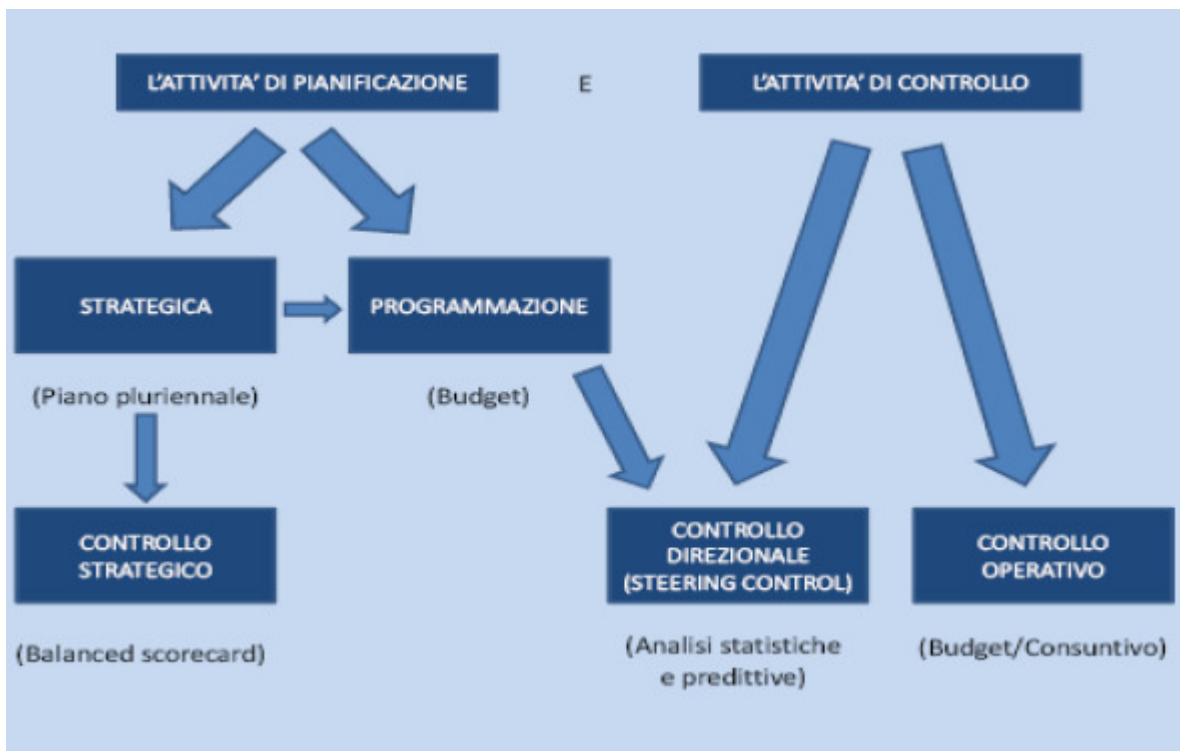 L'ATTIVITA' DI PIANIFICAZIONE
E
L'ATTIVITA' DI CONTROLLO
STRATEGICA
PROGRAMMAZIONE
(Piano pluriennale)
(Budget)
CONTROLLO
STRATEGICO
CONTROLLO
DIREZIONALE
(STEERING CONTROL)
CONTROLLO
OPERATIVO
(Balanced scorecard)
(Analisi statistiche
e predittive)
(Budget/Consuntivo)